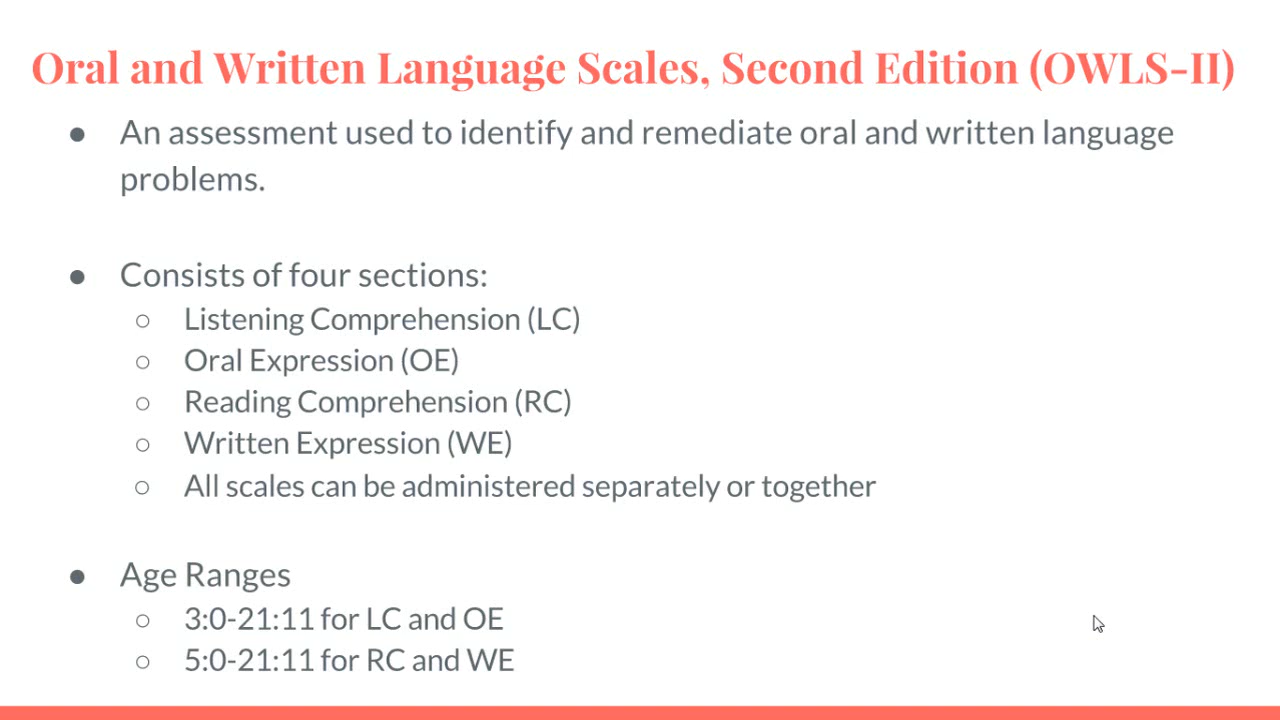 Oral and Written Language Scales, Second Edition (OWLS-II)
● An assessment used to identify and remediate oral and written language
problems.
● Consists of four sections:
○ Listening Comprehension (LC)
○ Oral Expression (OE)
○ Reading Comprehension (RC)
○ Written Expression (WE)
○ All scales can be administered separately or together
● Age Ranges
○ 3:0-21:11 for LC and OE
○ 5:0-21:11 for RC and WE